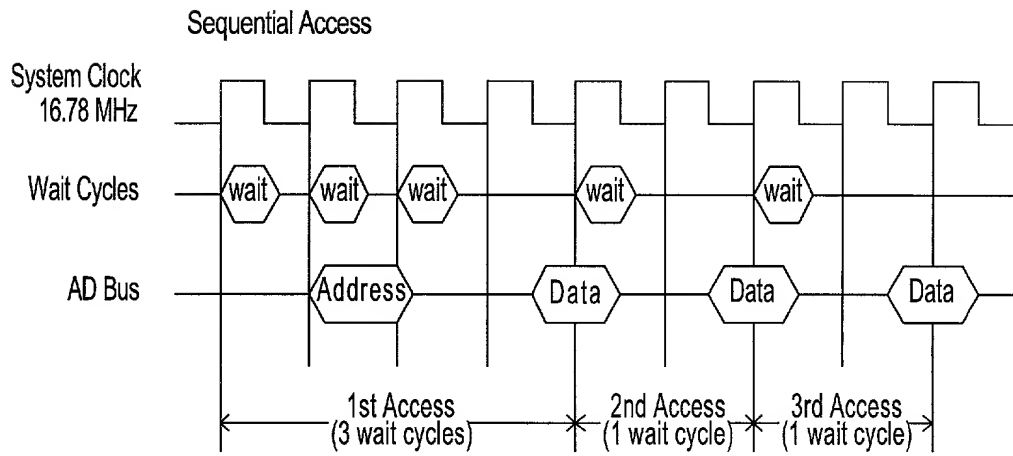 Sequential Access
System Clock
16.78 MHz
Wait Cycles
wait wait wait wait wait
AD Bus
Address Data Data Data
1st Access
(3 wait cycles)
2nd Access
(1 wait cycle)
3rd Access
(1 wait cycle)